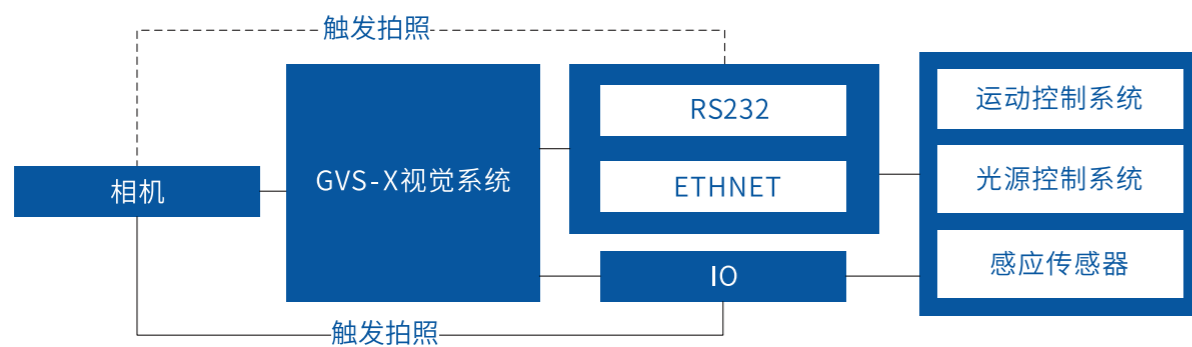 触发拍照
RS232
运动控制系统
GVS-X视觉系统
相机
ETHNET
光源控制系统
IO
感应传感器
触发拍照